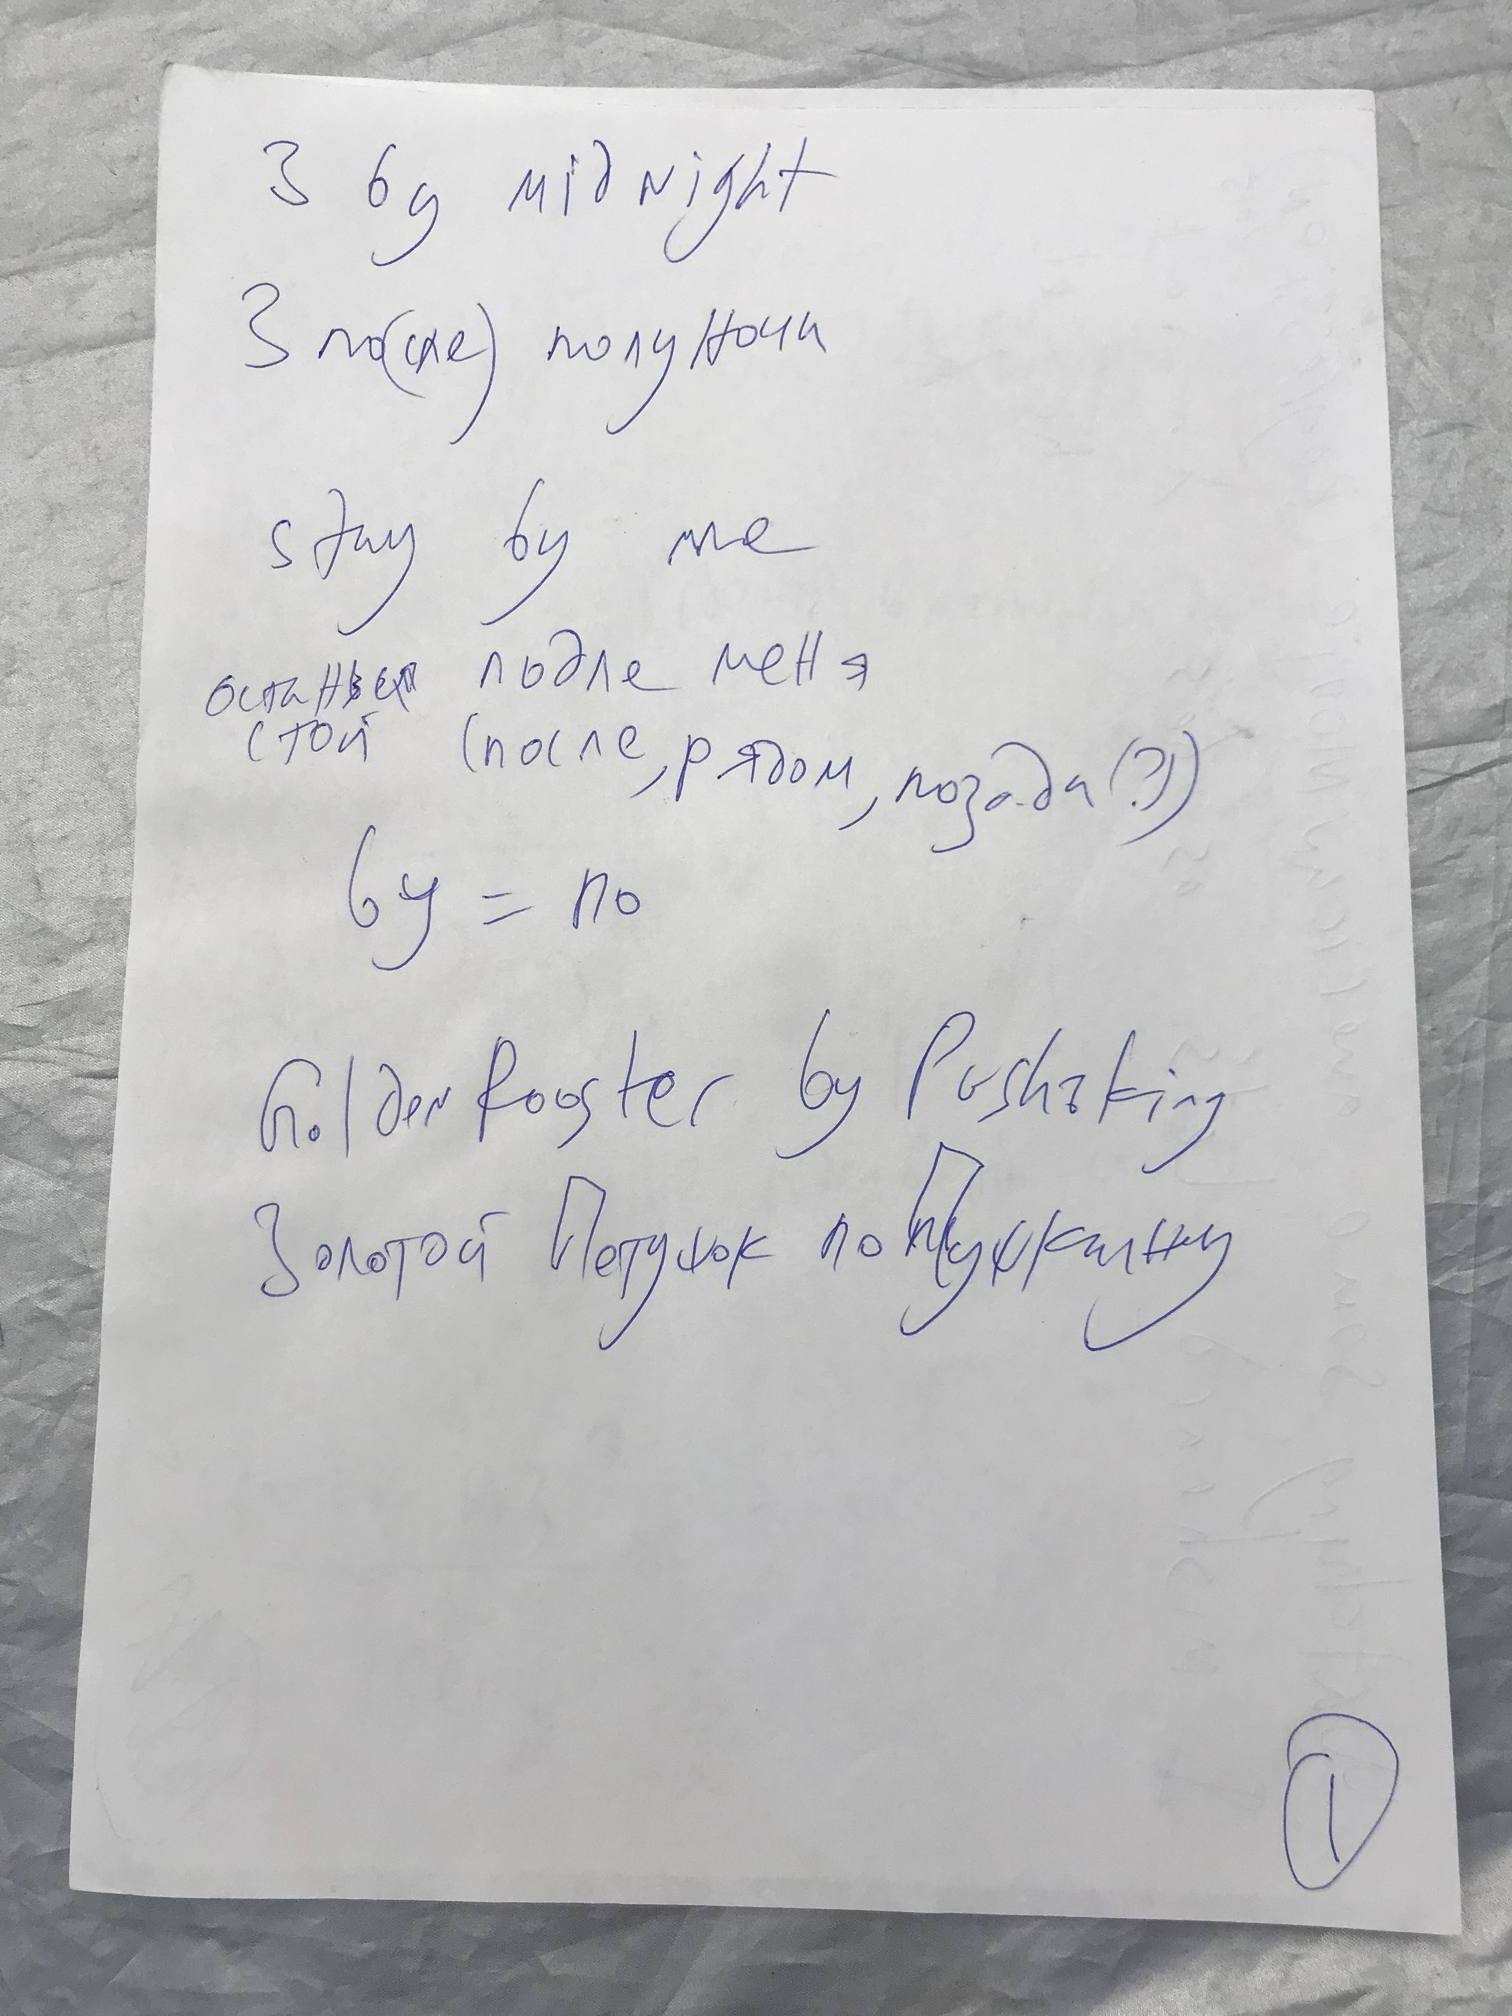 3 by midnight
3 по(сле) полуночи
stay by me
останься подле меня
стой (после, рядом, позади(?))
by = по
Golden Rooster by Pushking
Золотой Петушок по Пушкину
1